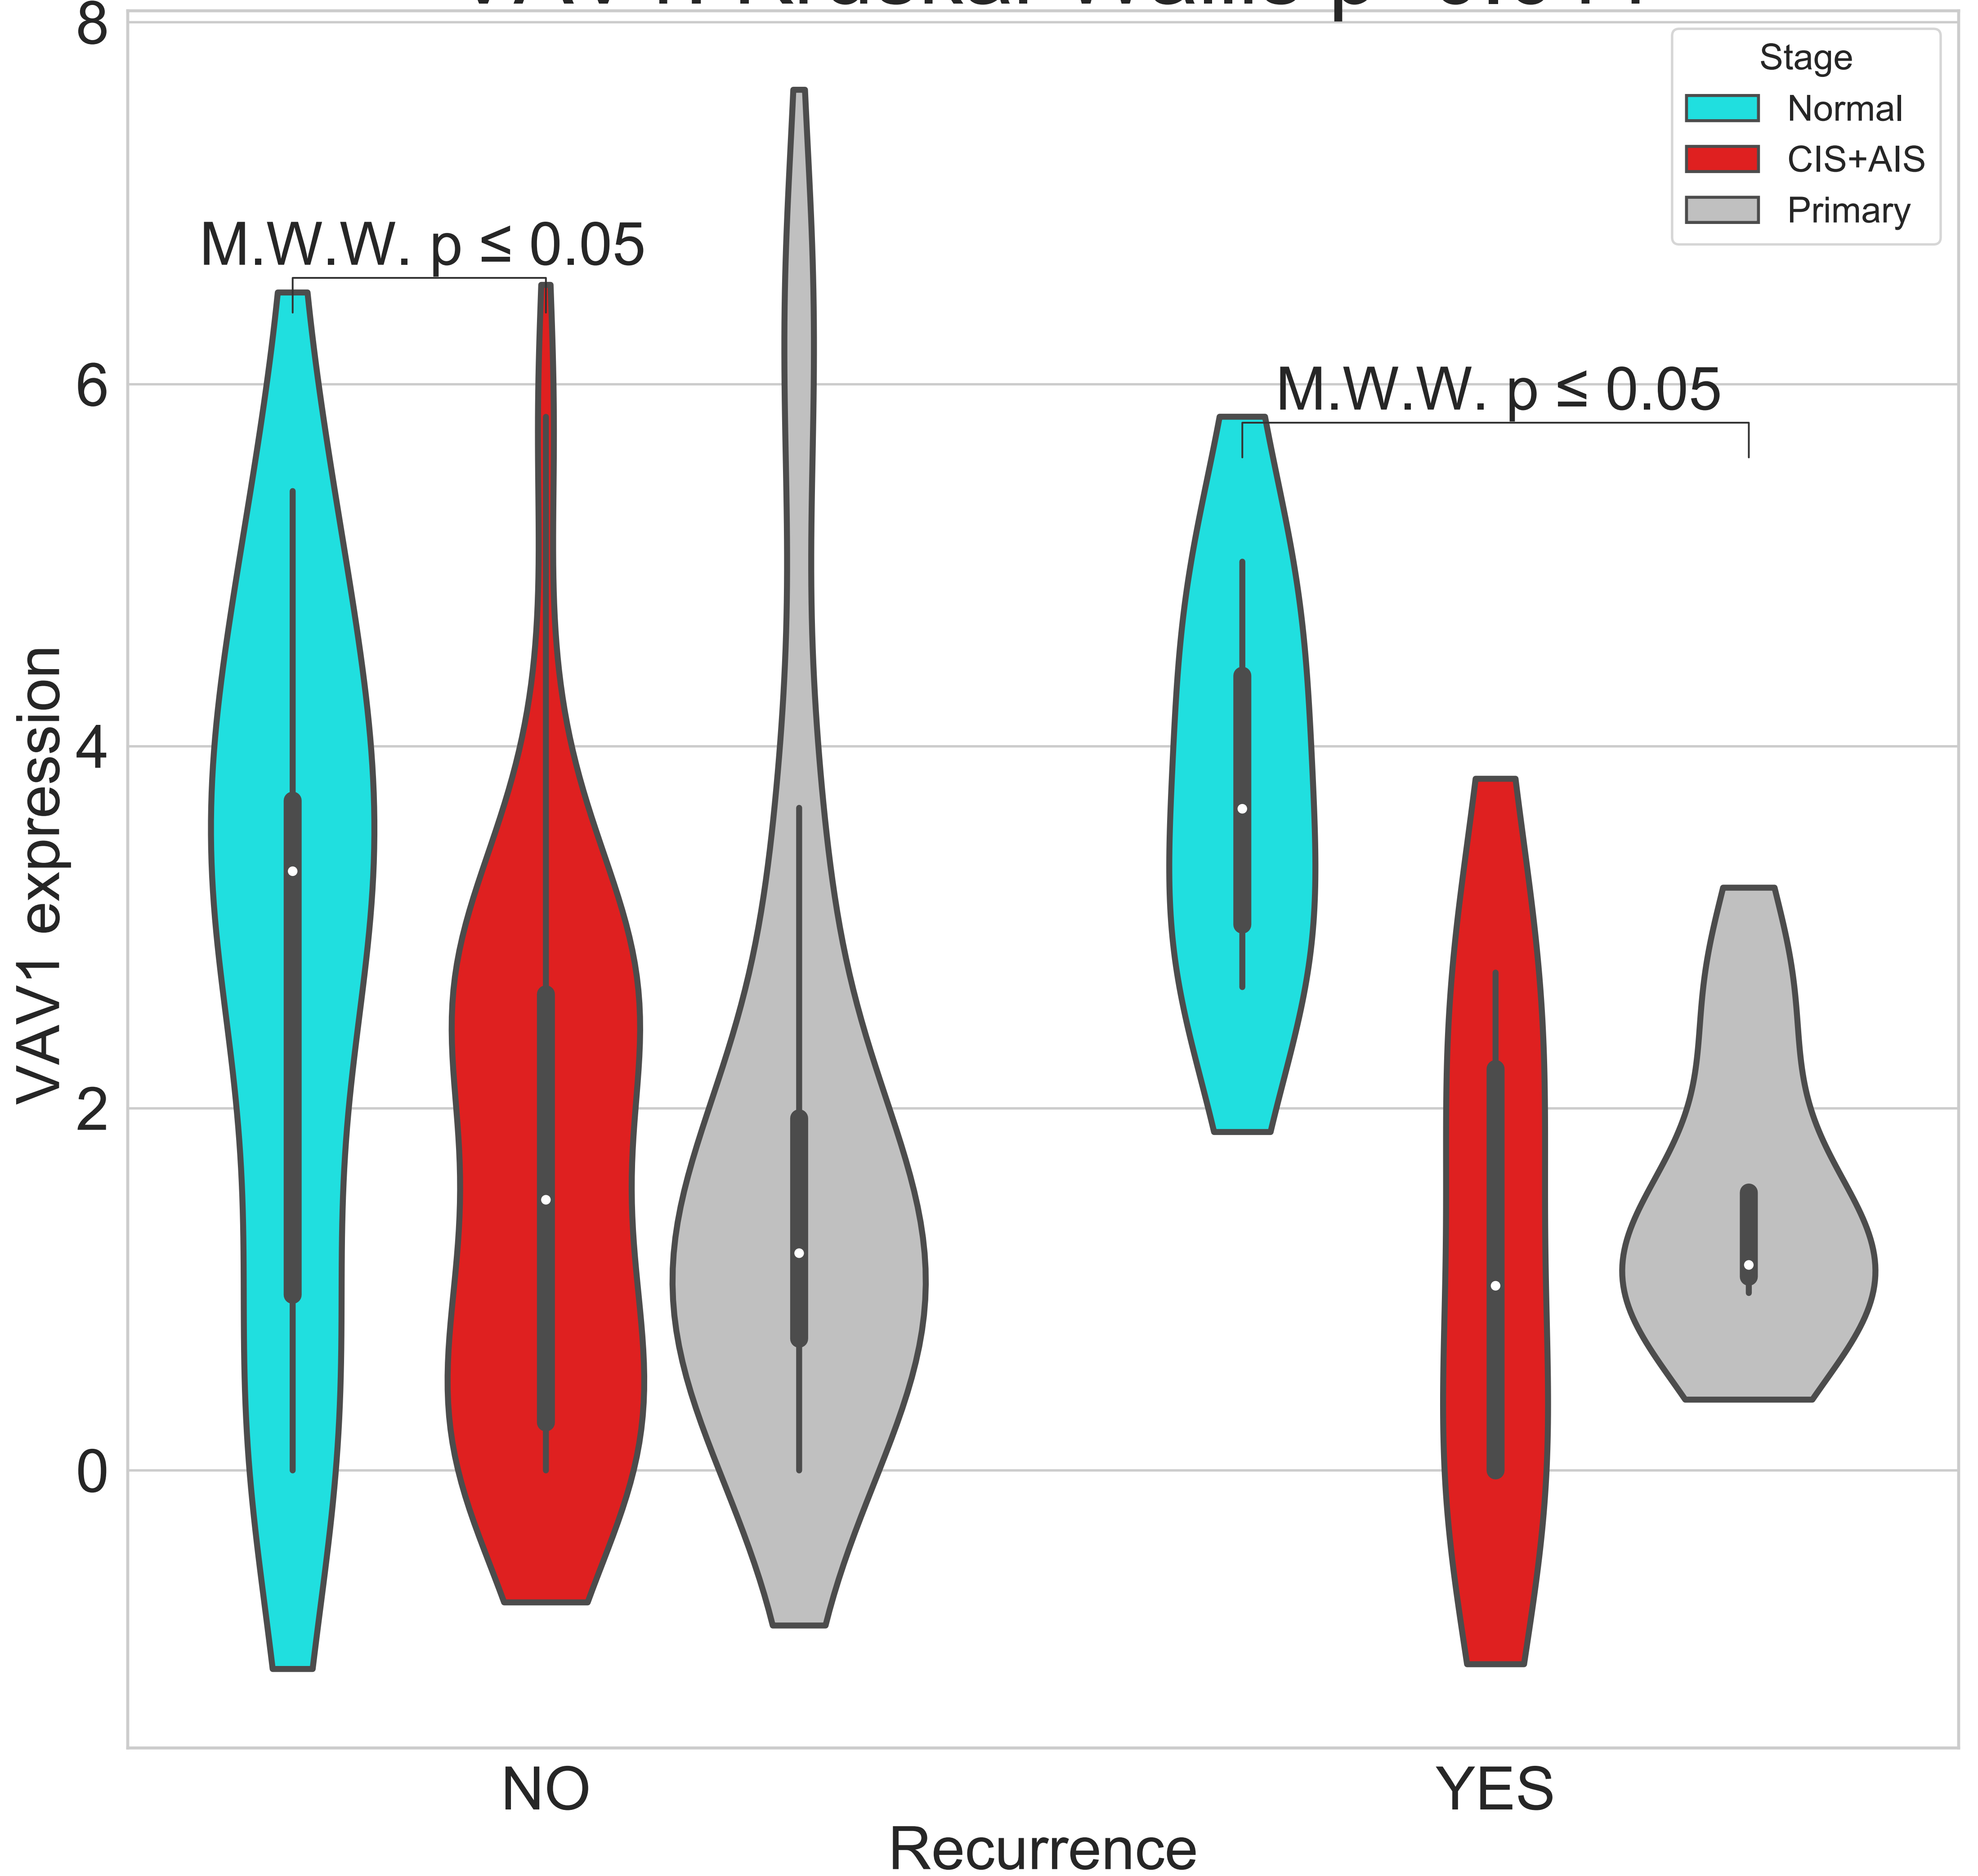 8
Stage
Normal
CIS+AIS
Primary
M.W.W. p ≤ 0.05
6
M.W.W. p ≤ 0.05
4
VAV1 expression
2
0
NO
YES
Recurrence